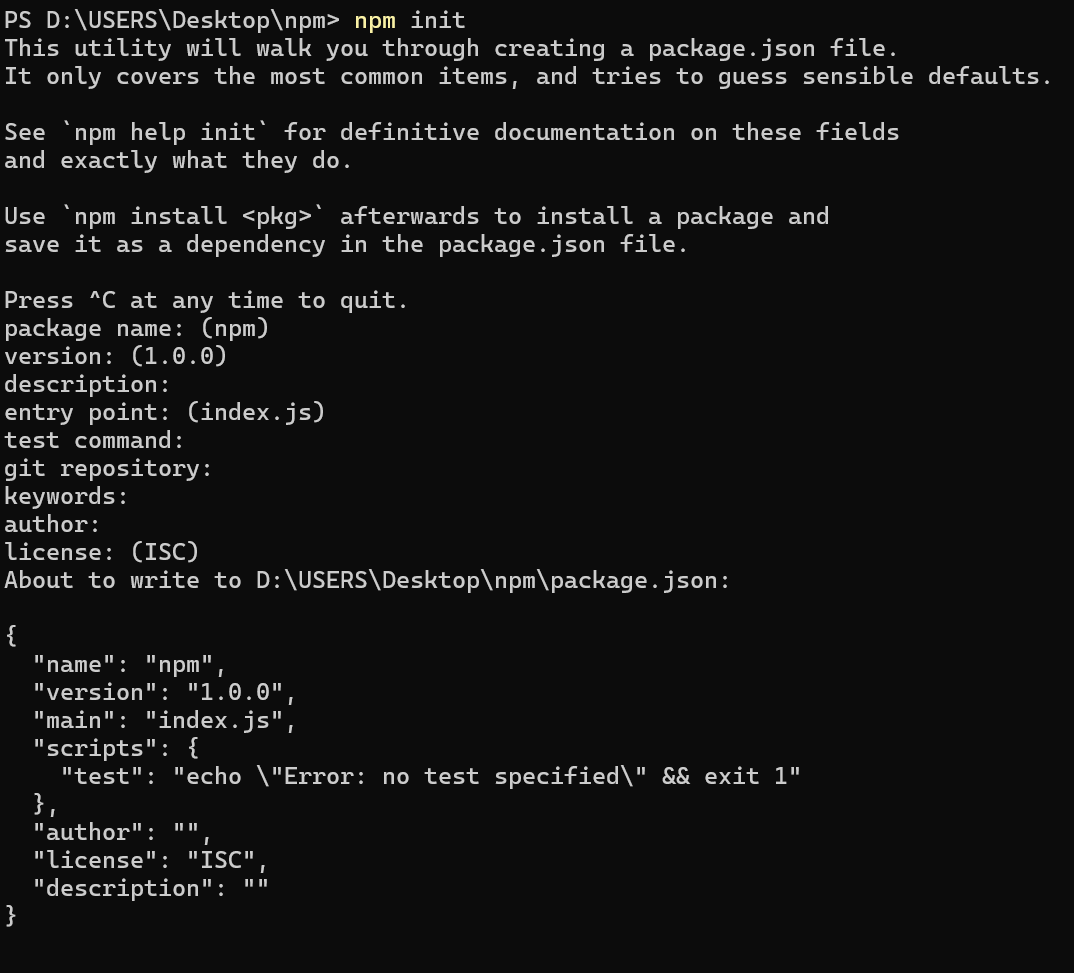 PS D:\USERS\Desktop\npm> npm init
This utility will walk you through creating a package.json file.
It only covers the most common items, and tries to guess sensible defaults.

See `npm help init` for definitive documentation on these fields
and exactly what they do.

Use `npm install <pkg>` afterwards to install a package and
save it as a dependency in the package.json file.

Press ^C at any time to quit.
package name: (npm)
version: (1.0.0)
description:
entry point: (index.js)
test command:
git repository:
keywords:
author:
license: (ISC)
About to write to D:\USERS\Desktop\npm\package.json:

{
  "name": "npm",
  "version": "1.0.0",
  "main": "index.js",
  "scripts": {
    "test": "echo \"Error: no test specified\" && exit 1"
  },
  "author": "",
  "license": "ISC",
  "description": ""
}